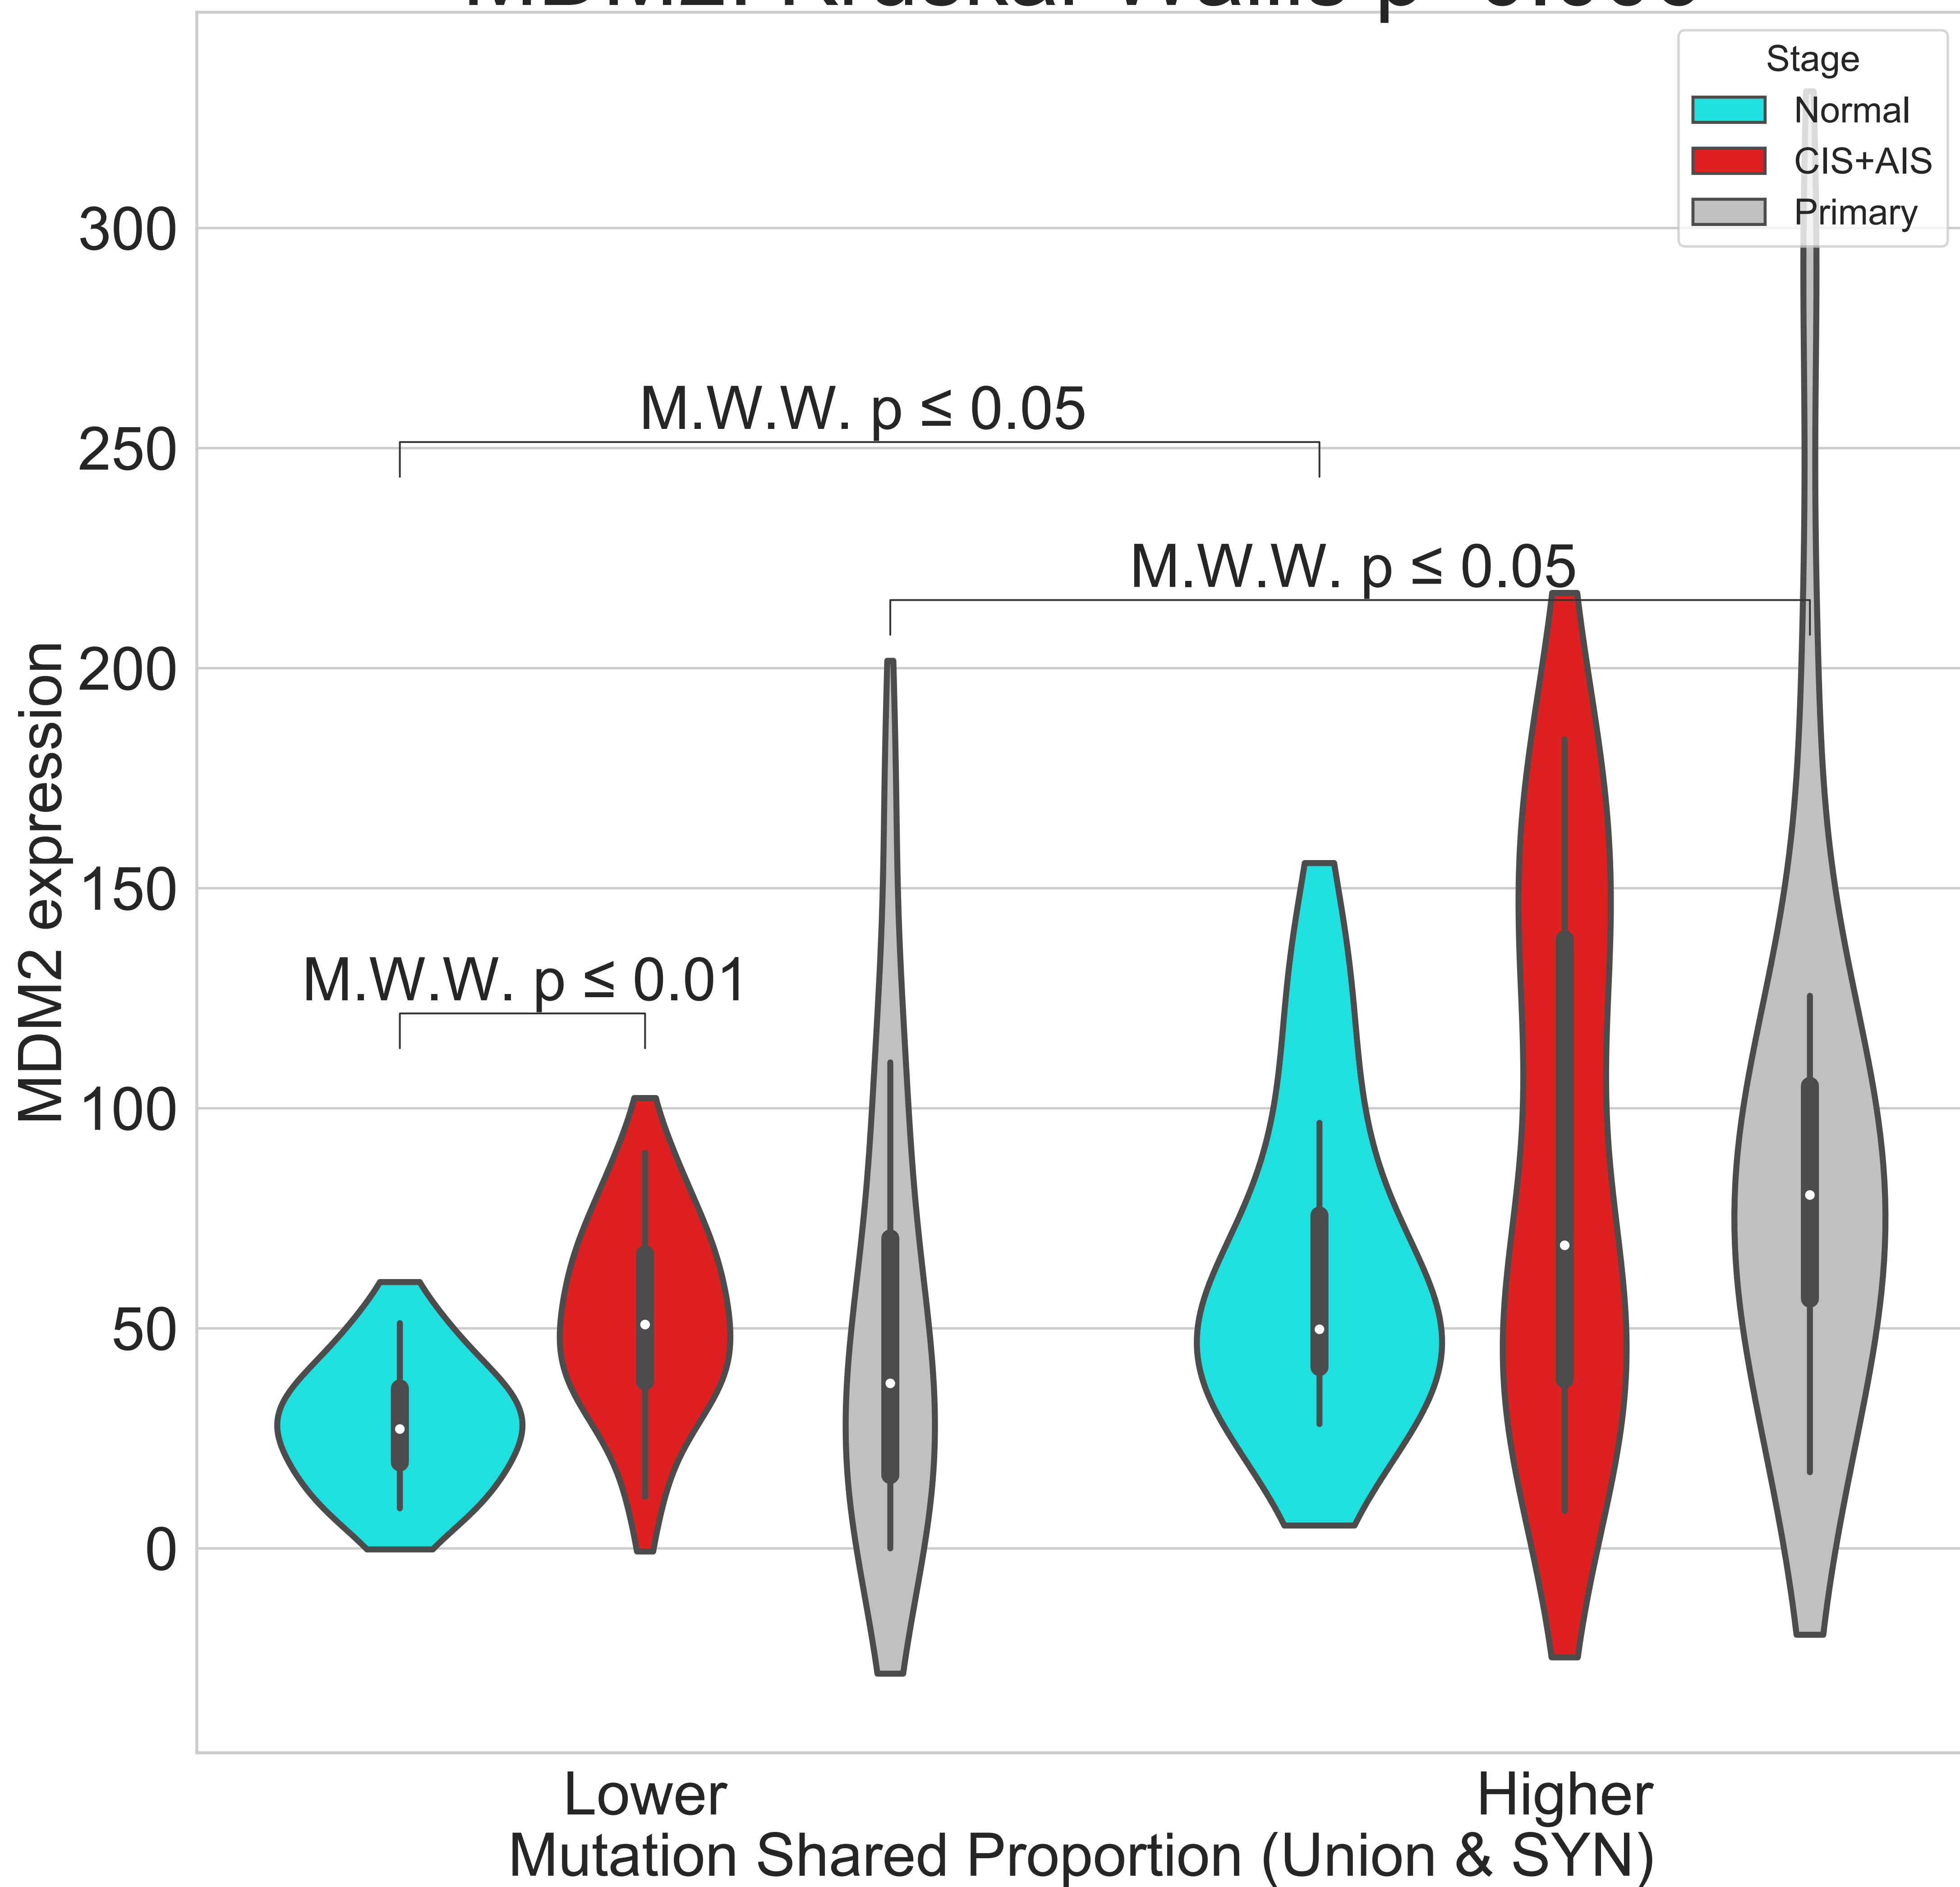 Stage
Normal
CIS+AIS
Primary
300
250
200
150
100
50
0
MDM2 expression
M.W.W. p ≤ 0.05
M.W.W. p ≤ 0.05
M.W.W. p ≤ 0.01
Lower
Higher
Mutation Shared Proportion (Union & SYN)